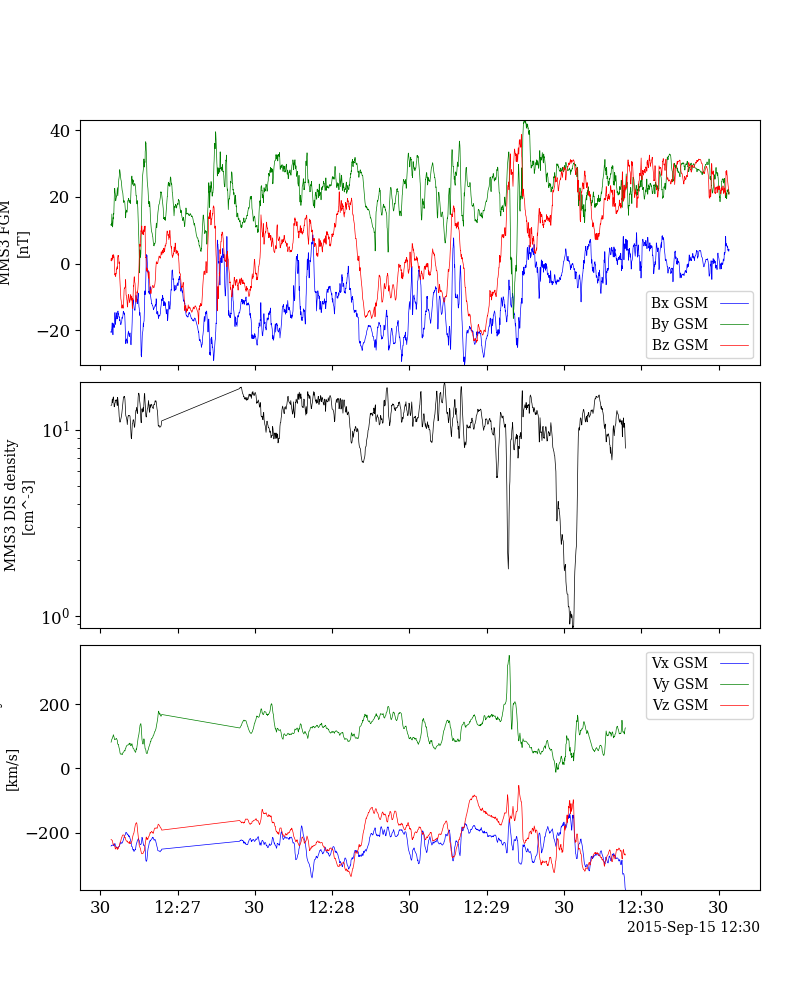 MMS3 FGM
[nT]
40
20
0
−20
Bx GSM
By GSM
Bz GSM
MMS3 DIS density
[cm^-3]
10^1
10^0
[km/s]
200
0
−200
Vx GSM
Vy GSM
Vz GSM
30 12:27 30 12:28 30 12:29 30 12:30 30
2015-Sep-15 12:30